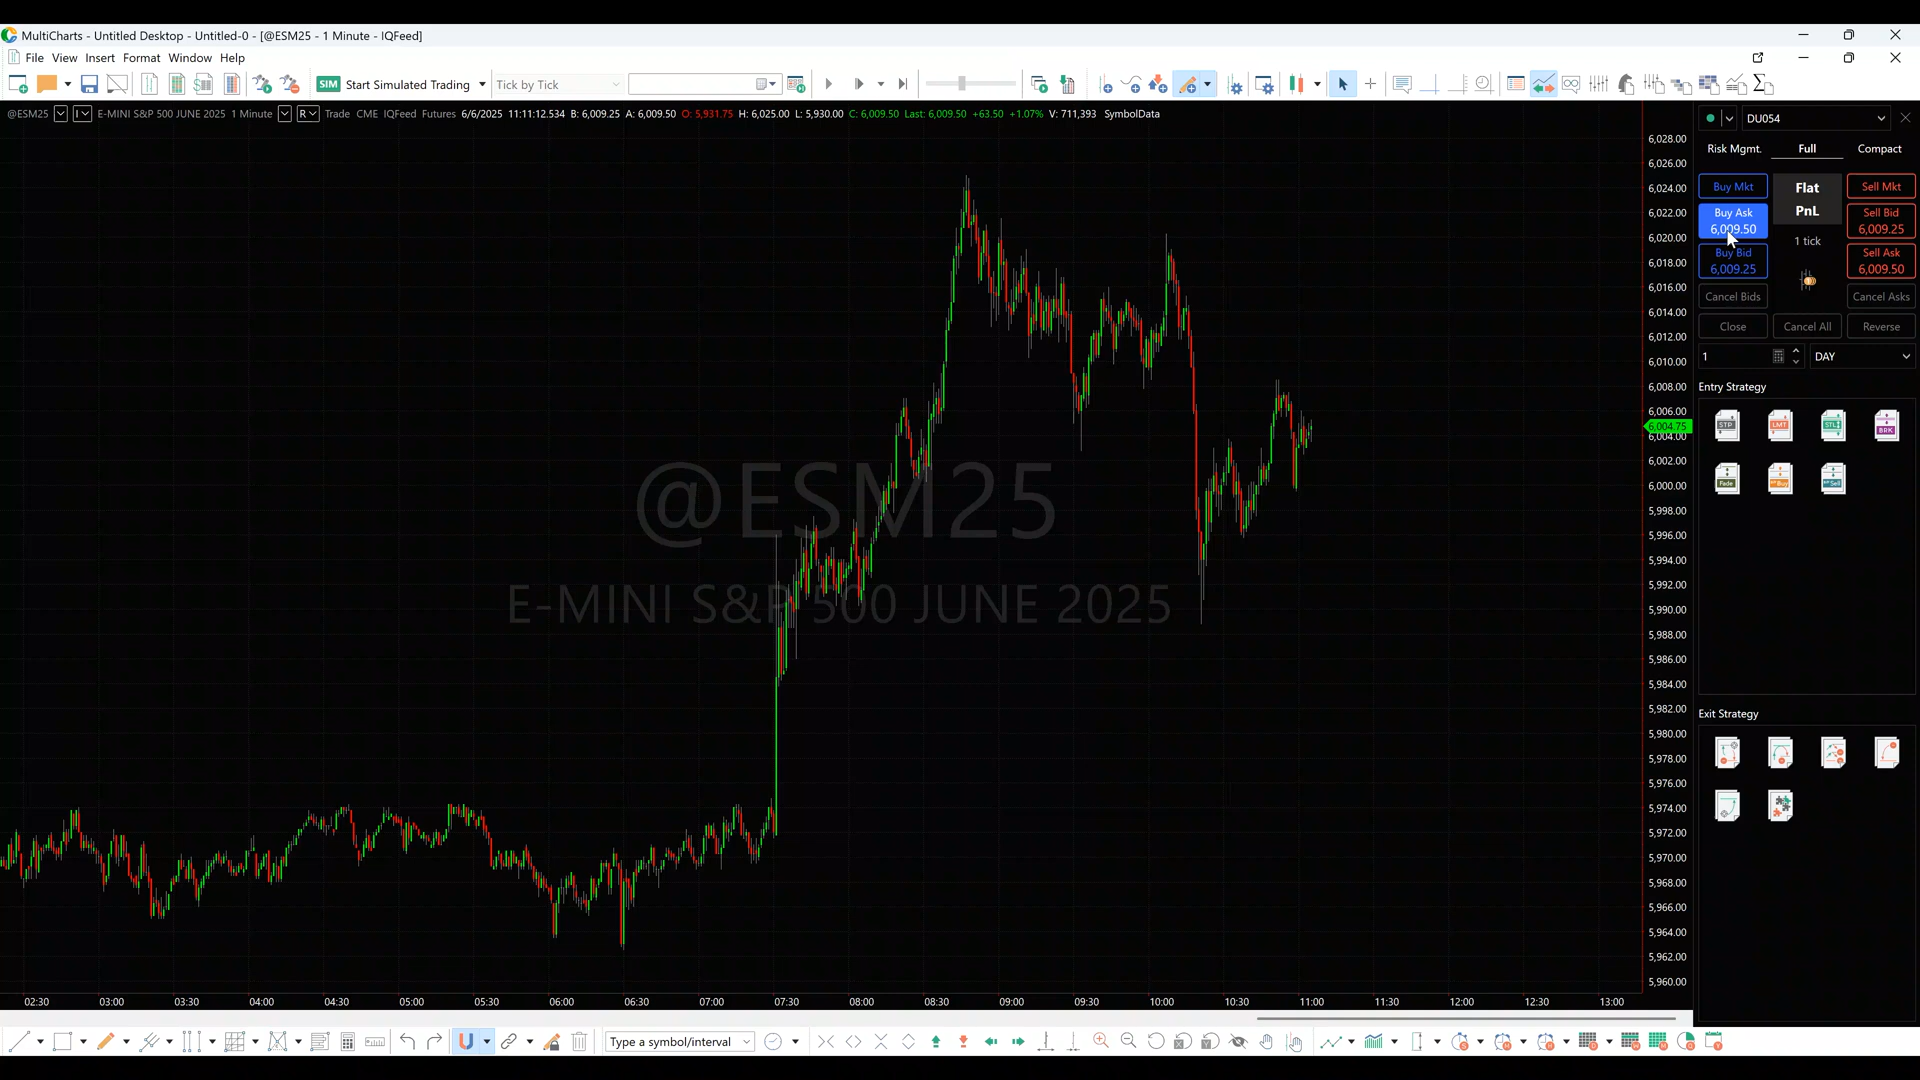 MultiCharts - Untitled Desktop - Untitled-0 - [@ESM25 - 1 Minute - IQFeed]
File View Insert Format Window Help
SIM Start Simulated Trading Tick by Tick
@ESM25 I E-MINI S&P 500 JUNE 2025 1 Minute R Trade CME IQFeed Futures 6/6/2025 11:11:12.534 B: 6,009.25 A: 6,009.50 O: 5,931.75 H: 6,025.00 L: 5,930.00 C: 6,009.50 Last: 6,009.50 +63.50 +1.07% V: 711,393 SymbolData
@ESM25
E-MINI S&P 500 JUNE 2025
6,028.00
6,026.00
6,024.00
6,022.00
6,020.00
6,018.00
6,016.00
6,014.00
6,012.00
6,010.00
6,008.00
6,006.00
6,004.75
6,004.00
6,002.00
6,000.00
5,998.00
5,996.00
5,994.00
5,992.00
5,990.00
5,988.00
5,986.00
5,984.00
5,982.00
5,980.00
5,978.00
5,976.00
5,974.00
5,972.00
5,970.00
5,968.00
5,966.00
5,964.00
5,962.00
5,960.00
02:30 03:00 03:30 04:00 04:30 05:00 05:30 06:00 06:30 07:00 07:30 08:00 08:30 09:00 09:30 10:00 10:30 11:00 11:30 12:00 12:30 13:00
DU054
Risk Mgmt. Full Compact
Buy Mkt Flat Sell Mkt
Buy Ask PnL Sell Bid
6,009.50 6,009.25
1 tick
Buy Bid Sell Ask
6,009.25 6,009.50
Cancel Bids Cancel Asks
Close Cancel All Reverse
1 DAY
Entry Strategy
STP LMT STL BRK
Fade Buy Sell
Exit Strategy
Type a symbol/interval